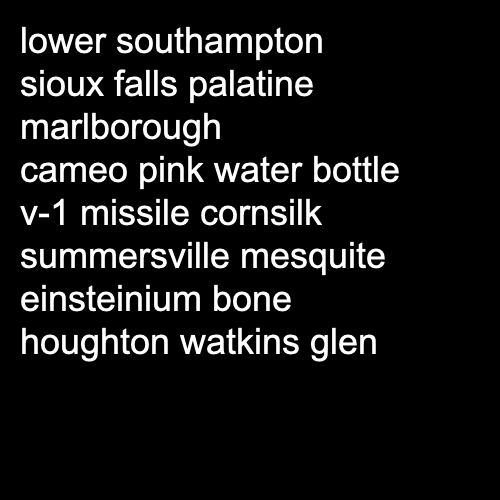 lower southampton
sioux falls palatine
marlborough
cameo pink water bottle
v-1 missile cornsilk
summersville mesquite
einsteinium bone
houghton watkins glen